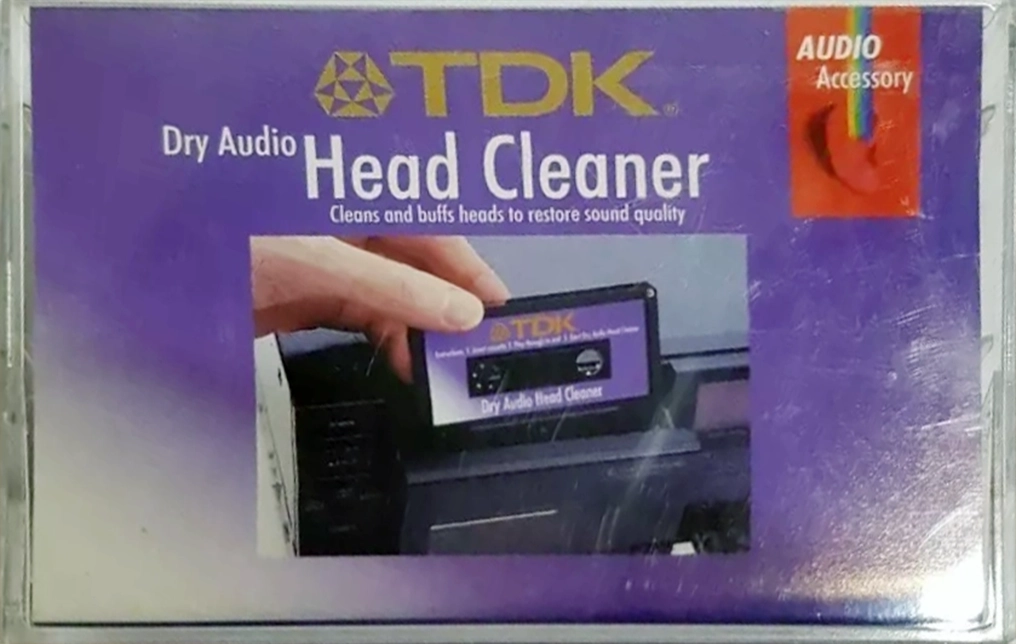 TDK
AUDIO
Accessory
Dry Audio Head Cleaner
Cleans and buffs heads to restore sound quality
TDK
Dry Audio Head Cleaner